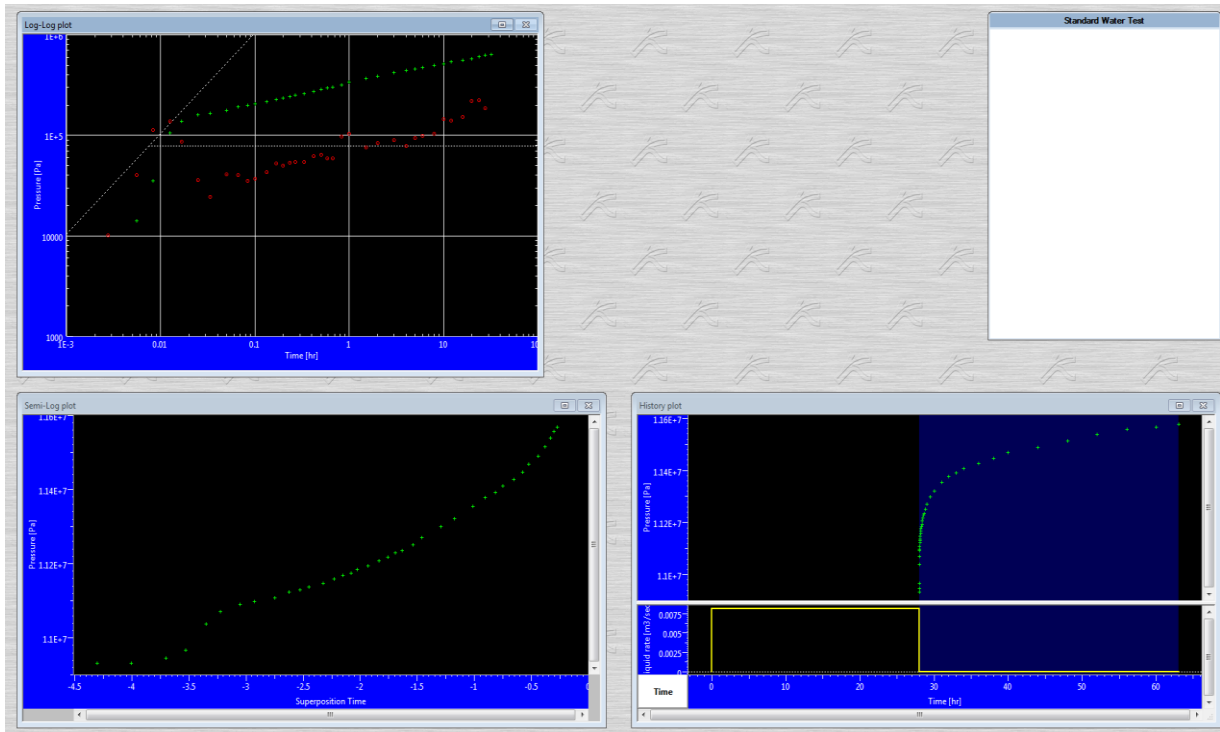 Log-Log plot
Standard Water Test
1E+6
1E+5
10000
1000
Pressure [Pa]
1E-3 0.01 0.1 1 10
Time [hr]
Semi-Log plot
1.16E+7
1.14E+7
1.12E+7
1.1E+7
Pressure [Pa]
-4.5 -4 -3.5 -3 -2.5 -2 -1.5 -1 -0.5 0
Superposition Time
History plot
1.16E+7
1.14E+7
1.12E+7
1.1E+7
Pressure [Pa]
0.0075
0.005
0.0025
0
iquid rate [m3/sec
Time
0 10 20 30 40 50 60
Time [hr]